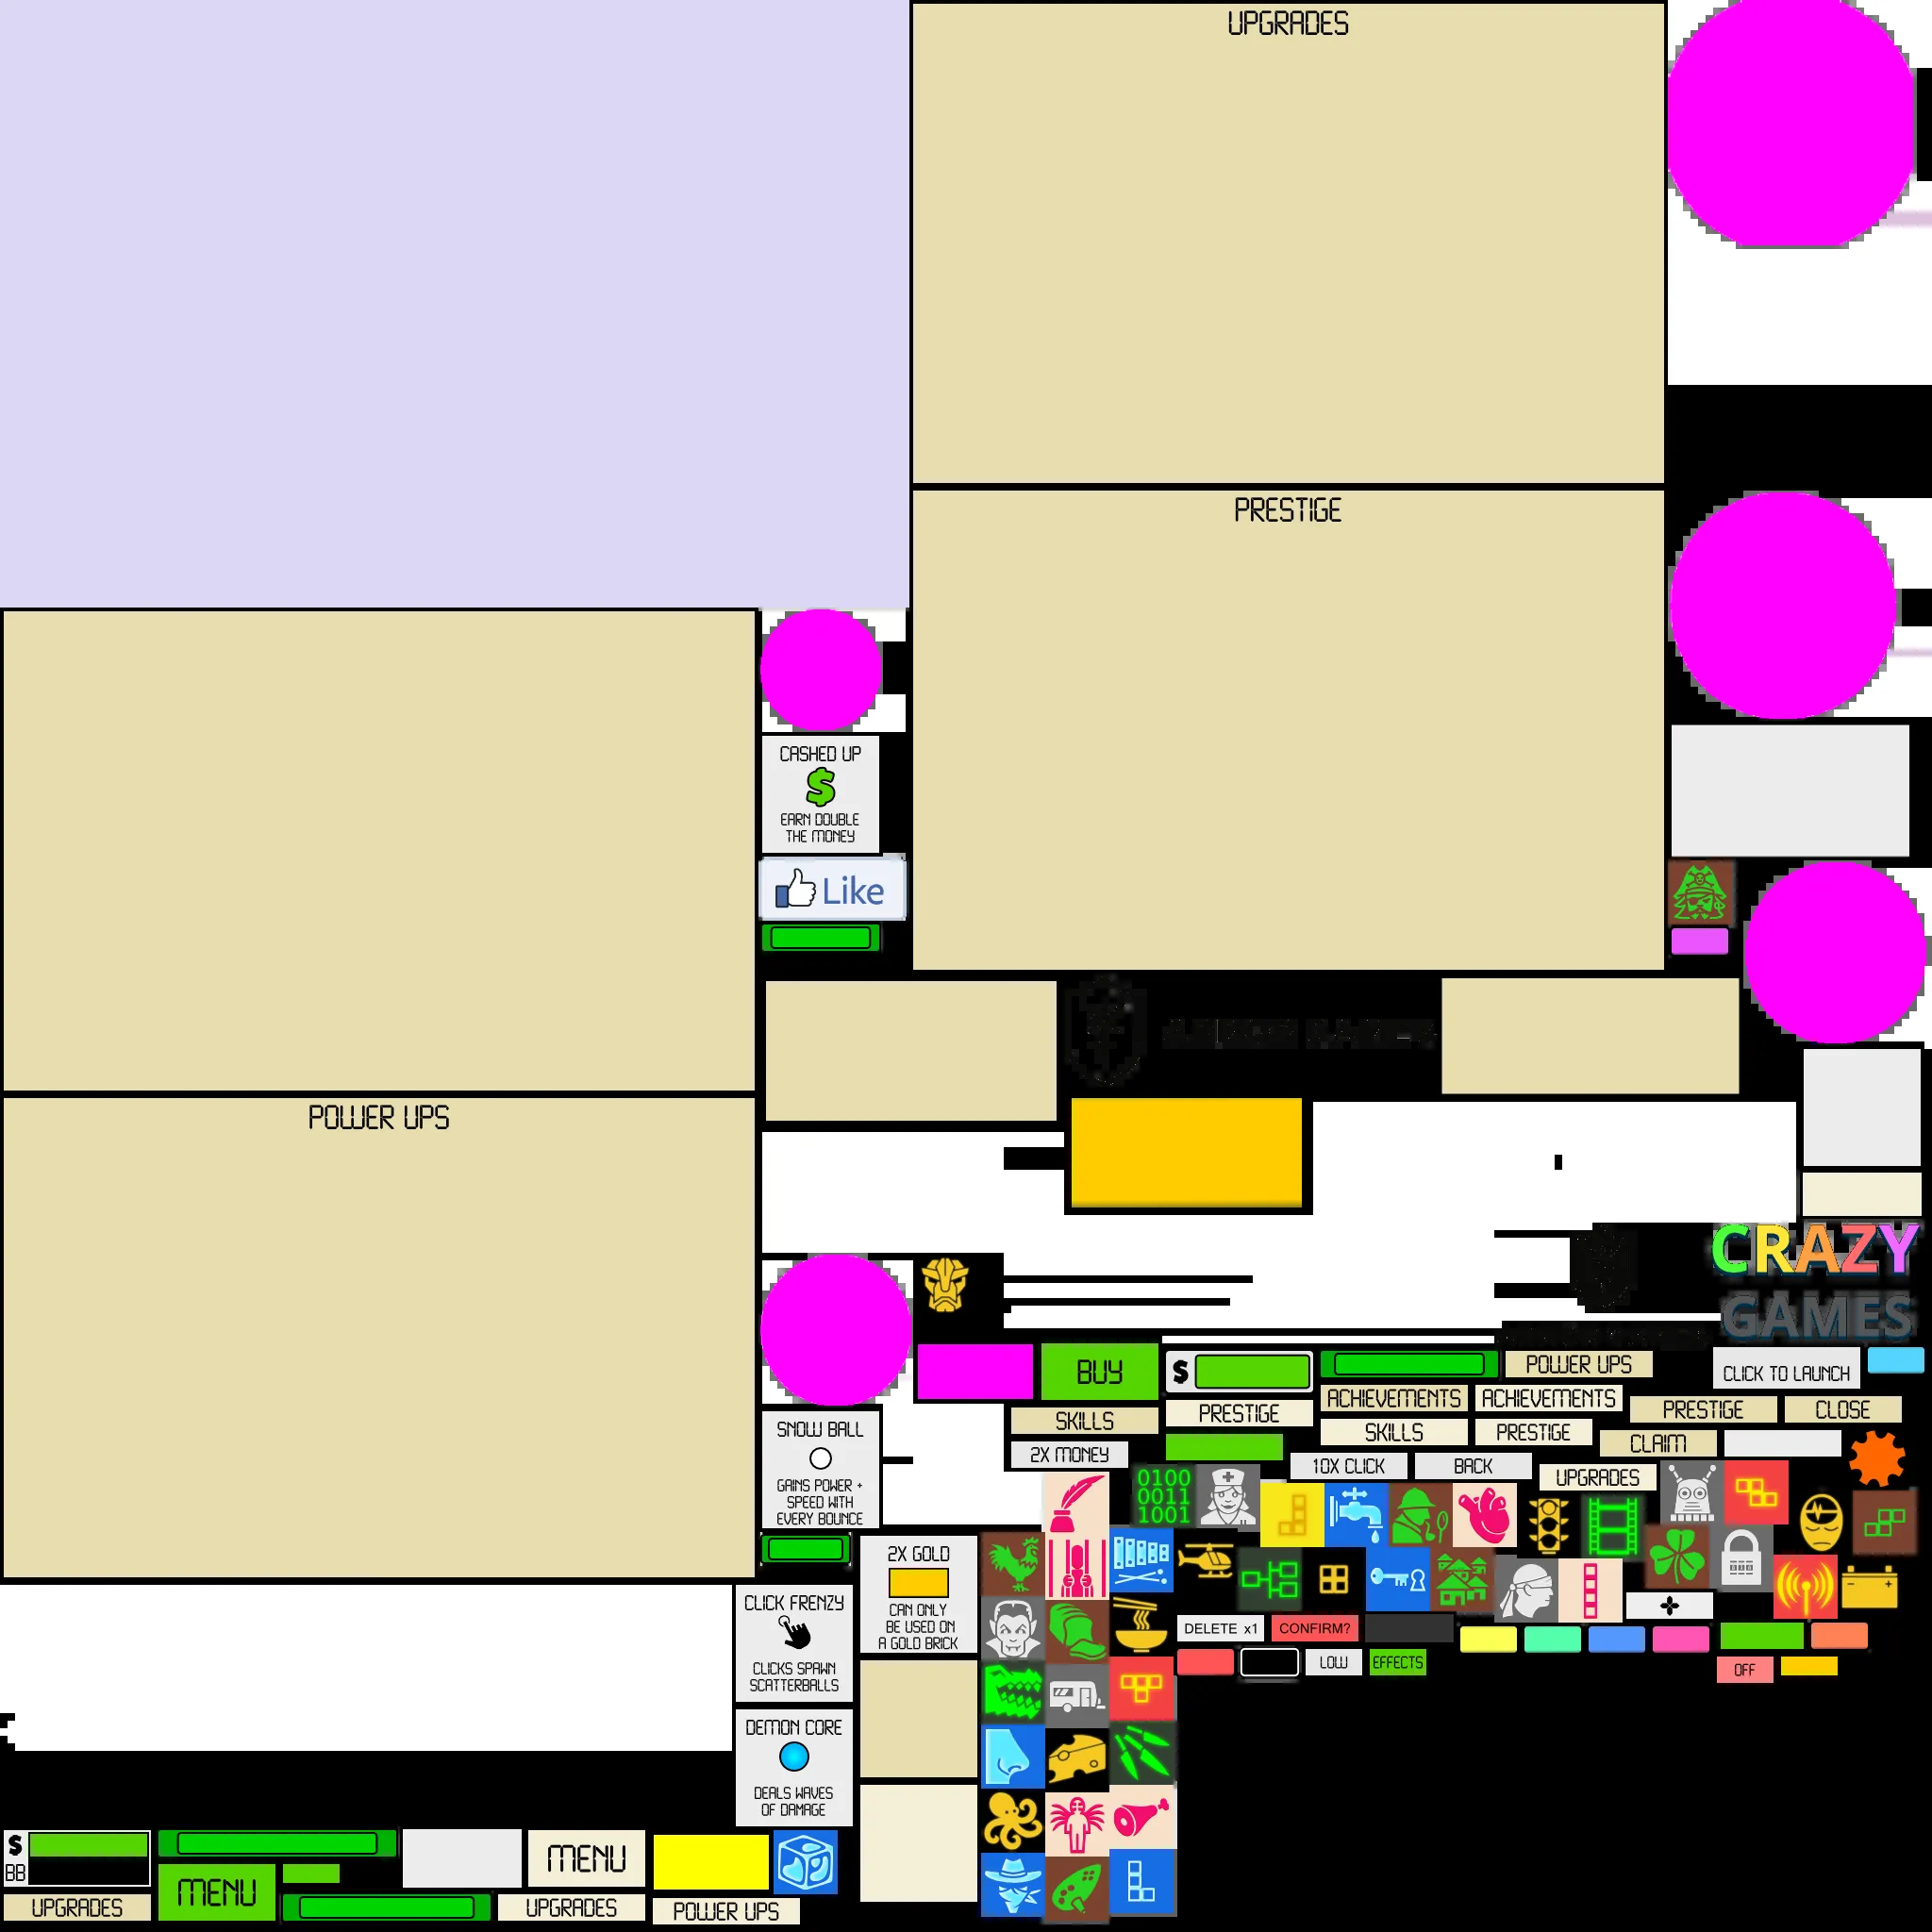 UPGRADES
PRESTIGE
CASHED UP
$
EARN DOUBLE
THE MONEY
Like
POWER UPS
CRAZY
GAMES
BUY
$
POWER UPS
CLICK TO LAUNCH
ACHIEVEMENTS
ACHIEVEMENTS
SKILLS
PRESTIGE
PRESTIGE
CLOSE
SKILLS
PRESTIGE
CLAIM
2X MONEY
10X CLICK
BACK
UPGRADES
SNOW BALL
GAINS POWER +
SPEED WITH
EVERY BOUNCE
0100
0011
1001
2X GOLD
CAN ONLY
BE USED ON
A GOLD BRICK
CLICK FRENZY
CLICKS SPAWN
SCATTERBALLS
DELETE x1
CONFIRM?
LOW
EFFECTS
OFF
DEMON CORE
DEALS WAVES
OF DAMAGE
$
BB
MENU
MENU
UPGRADES
UPGRADES
POWER UPS